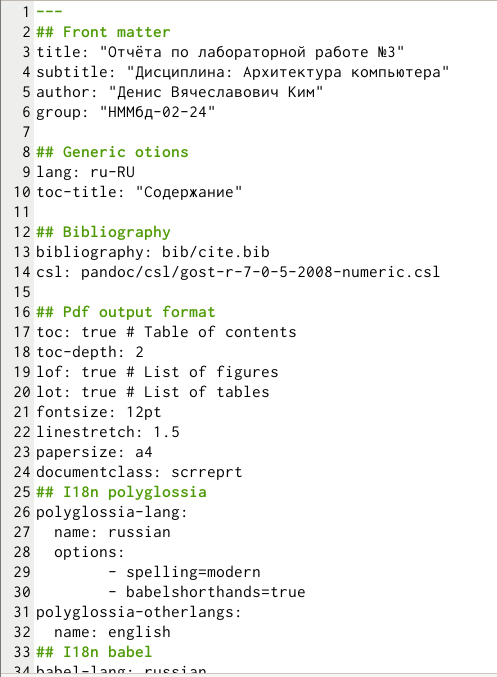 1 ---
2 ## Front matter
3 title: "Отчёта по лабораторной работе №3"
4 subtitle: "Дисциплина: Архитектура компьютера"
5 author: "Денис Вячеславович Ким"
6 group: "НММбд-02-24"
7
8 ## Generic otions
9 lang: ru-RU
10 toc-title: "Содержание"
11
12 ## Bibliography
13 bibliography: bib/cite.bib
14 csl: pandoc/csl/gost-r-7-0-5-2008-numeric.csl
15
16 ## Pdf output format
17 toc: true # Table of contents
18 toc-depth: 2
19 lof: true # List of figures
20 lot: true # List of tables
21 fontsize: 12pt
22 linestretch: 1.5
23 papersize: a4
24 documentclass: scrreprt
25 ## I18n polyglossia
26 polyglossia-lang:
27   name: russian
28   options:
29         - spelling=modern
30         - babelshorthands=true
31 polyglossia-otherlangs:
32   name: english
33 ## I18n babel
34 babel-lang: russian